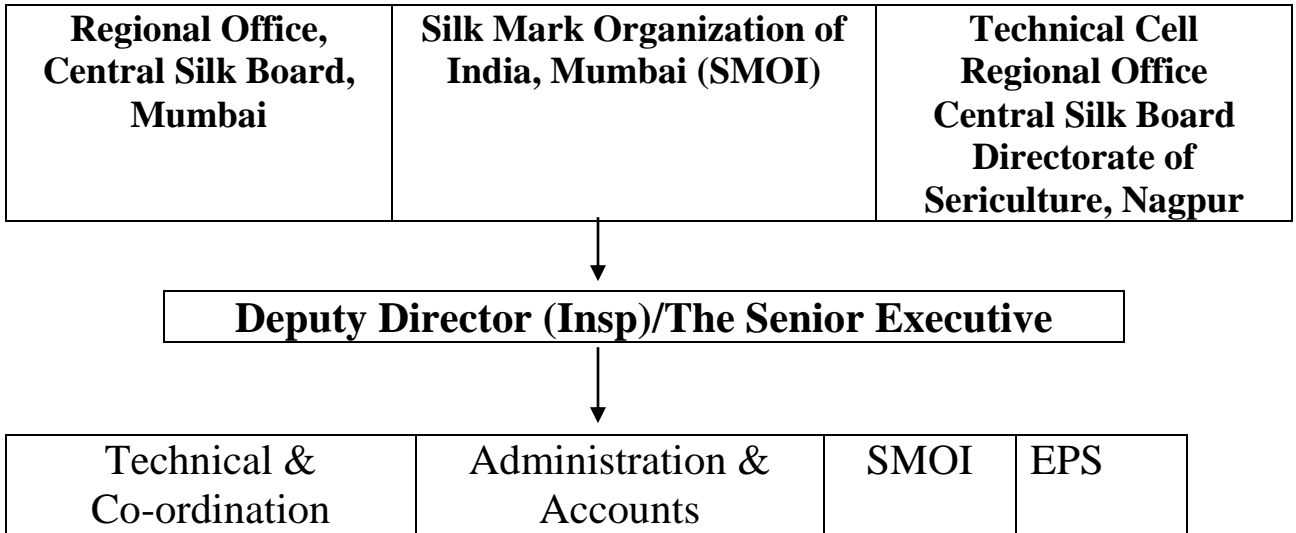 Regional Office,
Central Silk Board,
Mumbai
Silk Mark Organization of
India, Mumbai (SMOI)
Technical Cell
Regional Office
Central Silk Board
Directorate of
Sericulture, Nagpur
Deputy Director (Insp)/The Senior Executive
Technical &
Co-ordination
Administration &
Accounts
SMOI
EPS